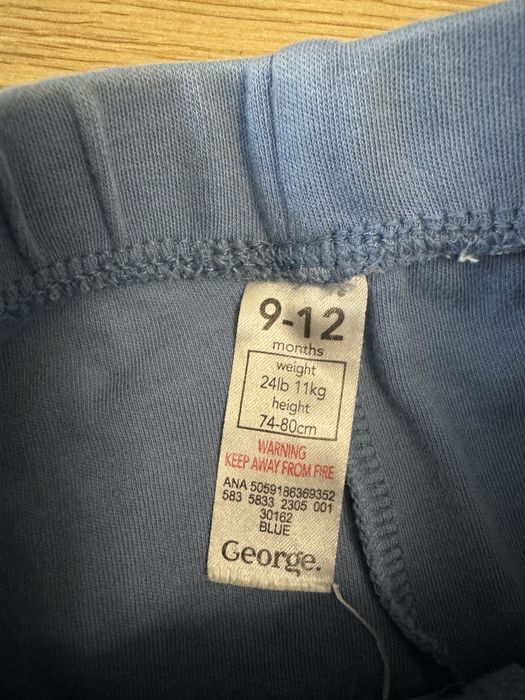 9-12
months
weight
24lb 11kg
height
74-80cm
WARNING
KEEP AWAY FROM FIRE
ANA 5059186369352
583 5833 2305 001
30162
BLUE
George.